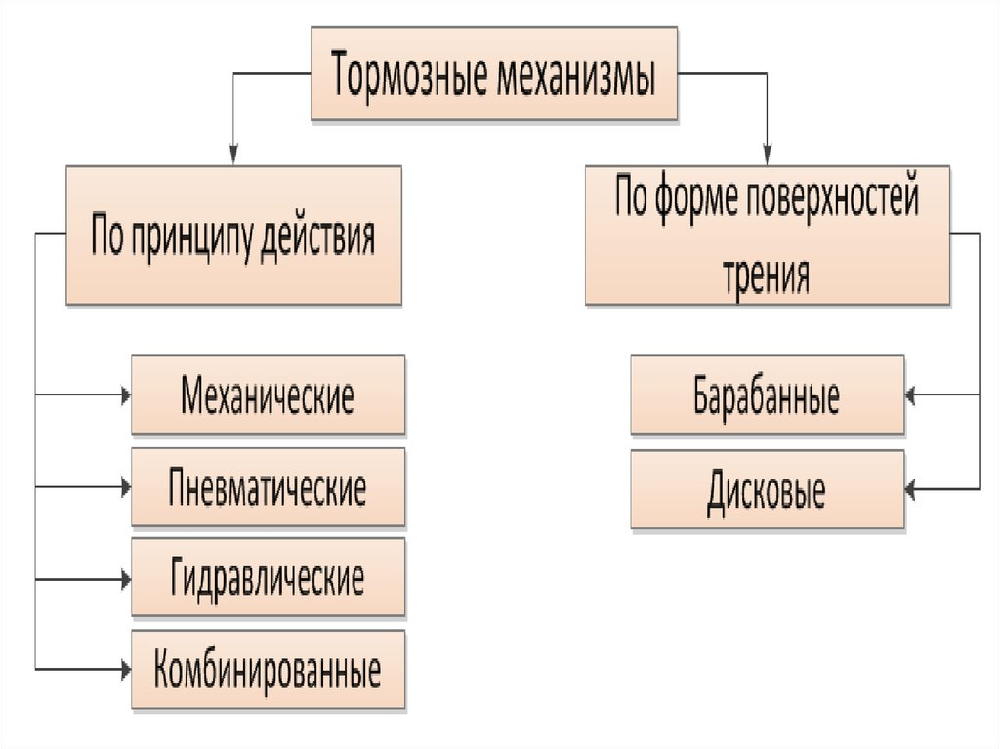 Тормозные механизмы
По принципу действия
Механические
Пневматические
Гидравлические
Комбинированные
По форме поверхностей
трения
Барабанные
Дисковые